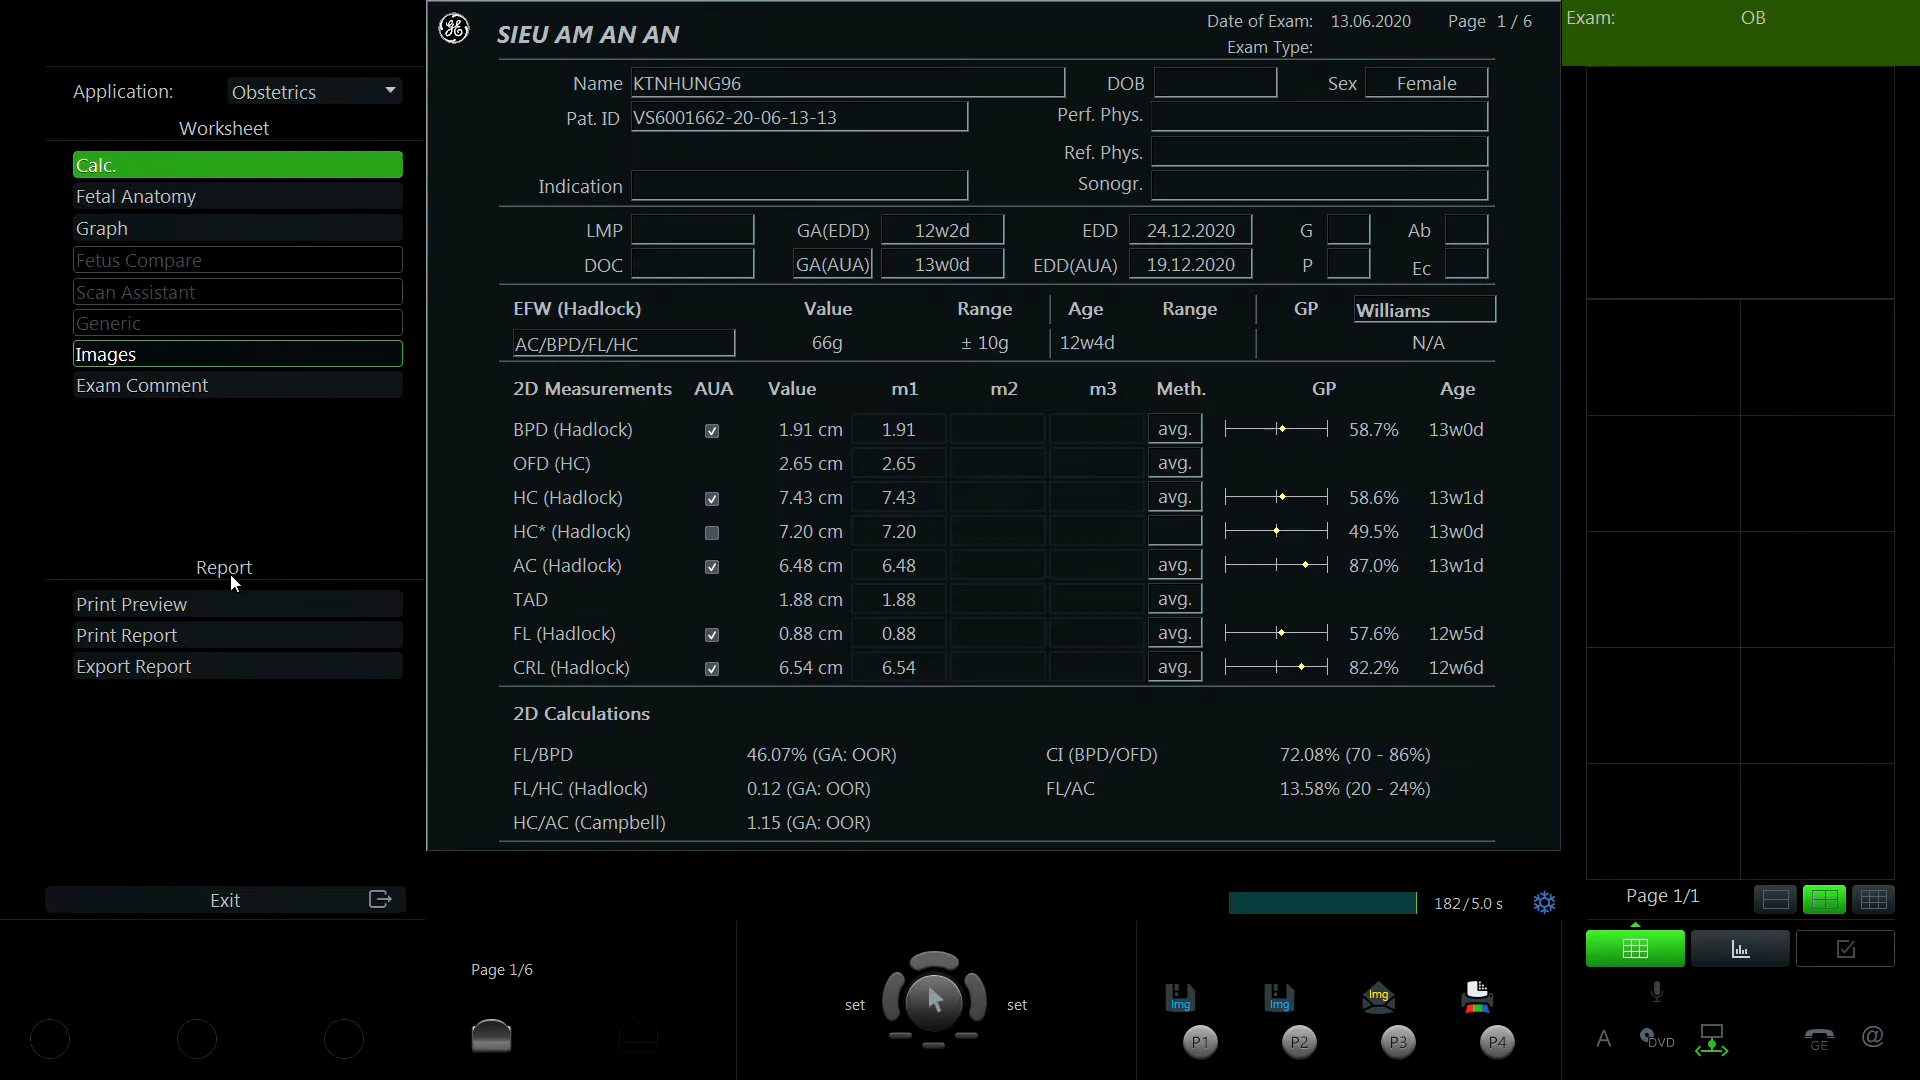 SIEU AM AN AN
Date of Exam: 13.06.2020 Page 1 / 6
Exam Type:
Exam: OB
Application: Obstetrics
Worksheet
Calc.
Fetal Anatomy
Graph
Fetus Compare
Scan Assistant
Generic
Images
Exam Comment
Report
Print Preview
Print Report
Export Report
Exit
Name KTNHUNG96 DOB Sex Female
Pat. ID VS6001662-20-06-13-13 Perf. Phys.
Ref. Phys.
Indication Sonogr.
LMP GA(EDD) 12w2d EDD 24.12.2020 G Ab
DOC GA(AUA) 13w0d EDD(AUA) 19.12.2020 P Ec
EFW (Hadlock) Value Range Age Range GP Williams
AC/BPD/FL/HC 66g ± 10g 12w4d N/A
2D Measurements AUA Value m1 m2 m3 Meth. GP Age
BPD (Hadlock) 1.91 cm 1.91 avg. 58.7% 13w0d
OFD (HC) 2.65 cm 2.65 avg.
HC (Hadlock) 7.43 cm 7.43 avg. 58.6% 13w1d
HC* (Hadlock) 7.20 cm 7.20 49.5% 13w0d
AC (Hadlock) 6.48 cm 6.48 avg. 87.0% 13w1d
TAD 1.88 cm 1.88 avg.
FL (Hadlock) 0.88 cm 0.88 avg. 57.6% 12w5d
CRL (Hadlock) 6.54 cm 6.54 avg. 82.2% 12w6d
2D Calculations
FL/BPD 46.07% (GA: OOR) CI (BPD/OFD) 72.08% (70 - 86%)
FL/HC (Hadlock) 0.12 (GA: OOR) FL/AC 13.58% (20 - 24%)
HC/AC (Campbell) 1.15 (GA: OOR)
182/5.0 s
Page 1/1
Page 1/6
set set
Img Img Img
P1 P2 P3 P4
A DVD GE @